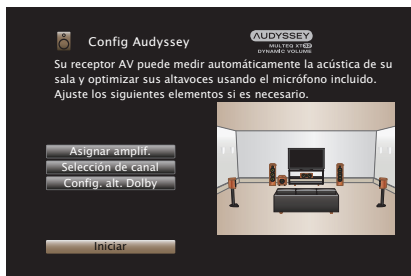 Config Audyssey
AUDYSSEY
MULTEQ XT32
DYNAMIC VOLUME
Su receptor AV puede medir automáticamente la acústica de su
sala y optimizar sus altavoces usando el micrófono incluido.
Ajuste los siguientes elementos si es necesario.
Asignar amplif.
Selección de canal
Config. alt. Dolby
Iniciar